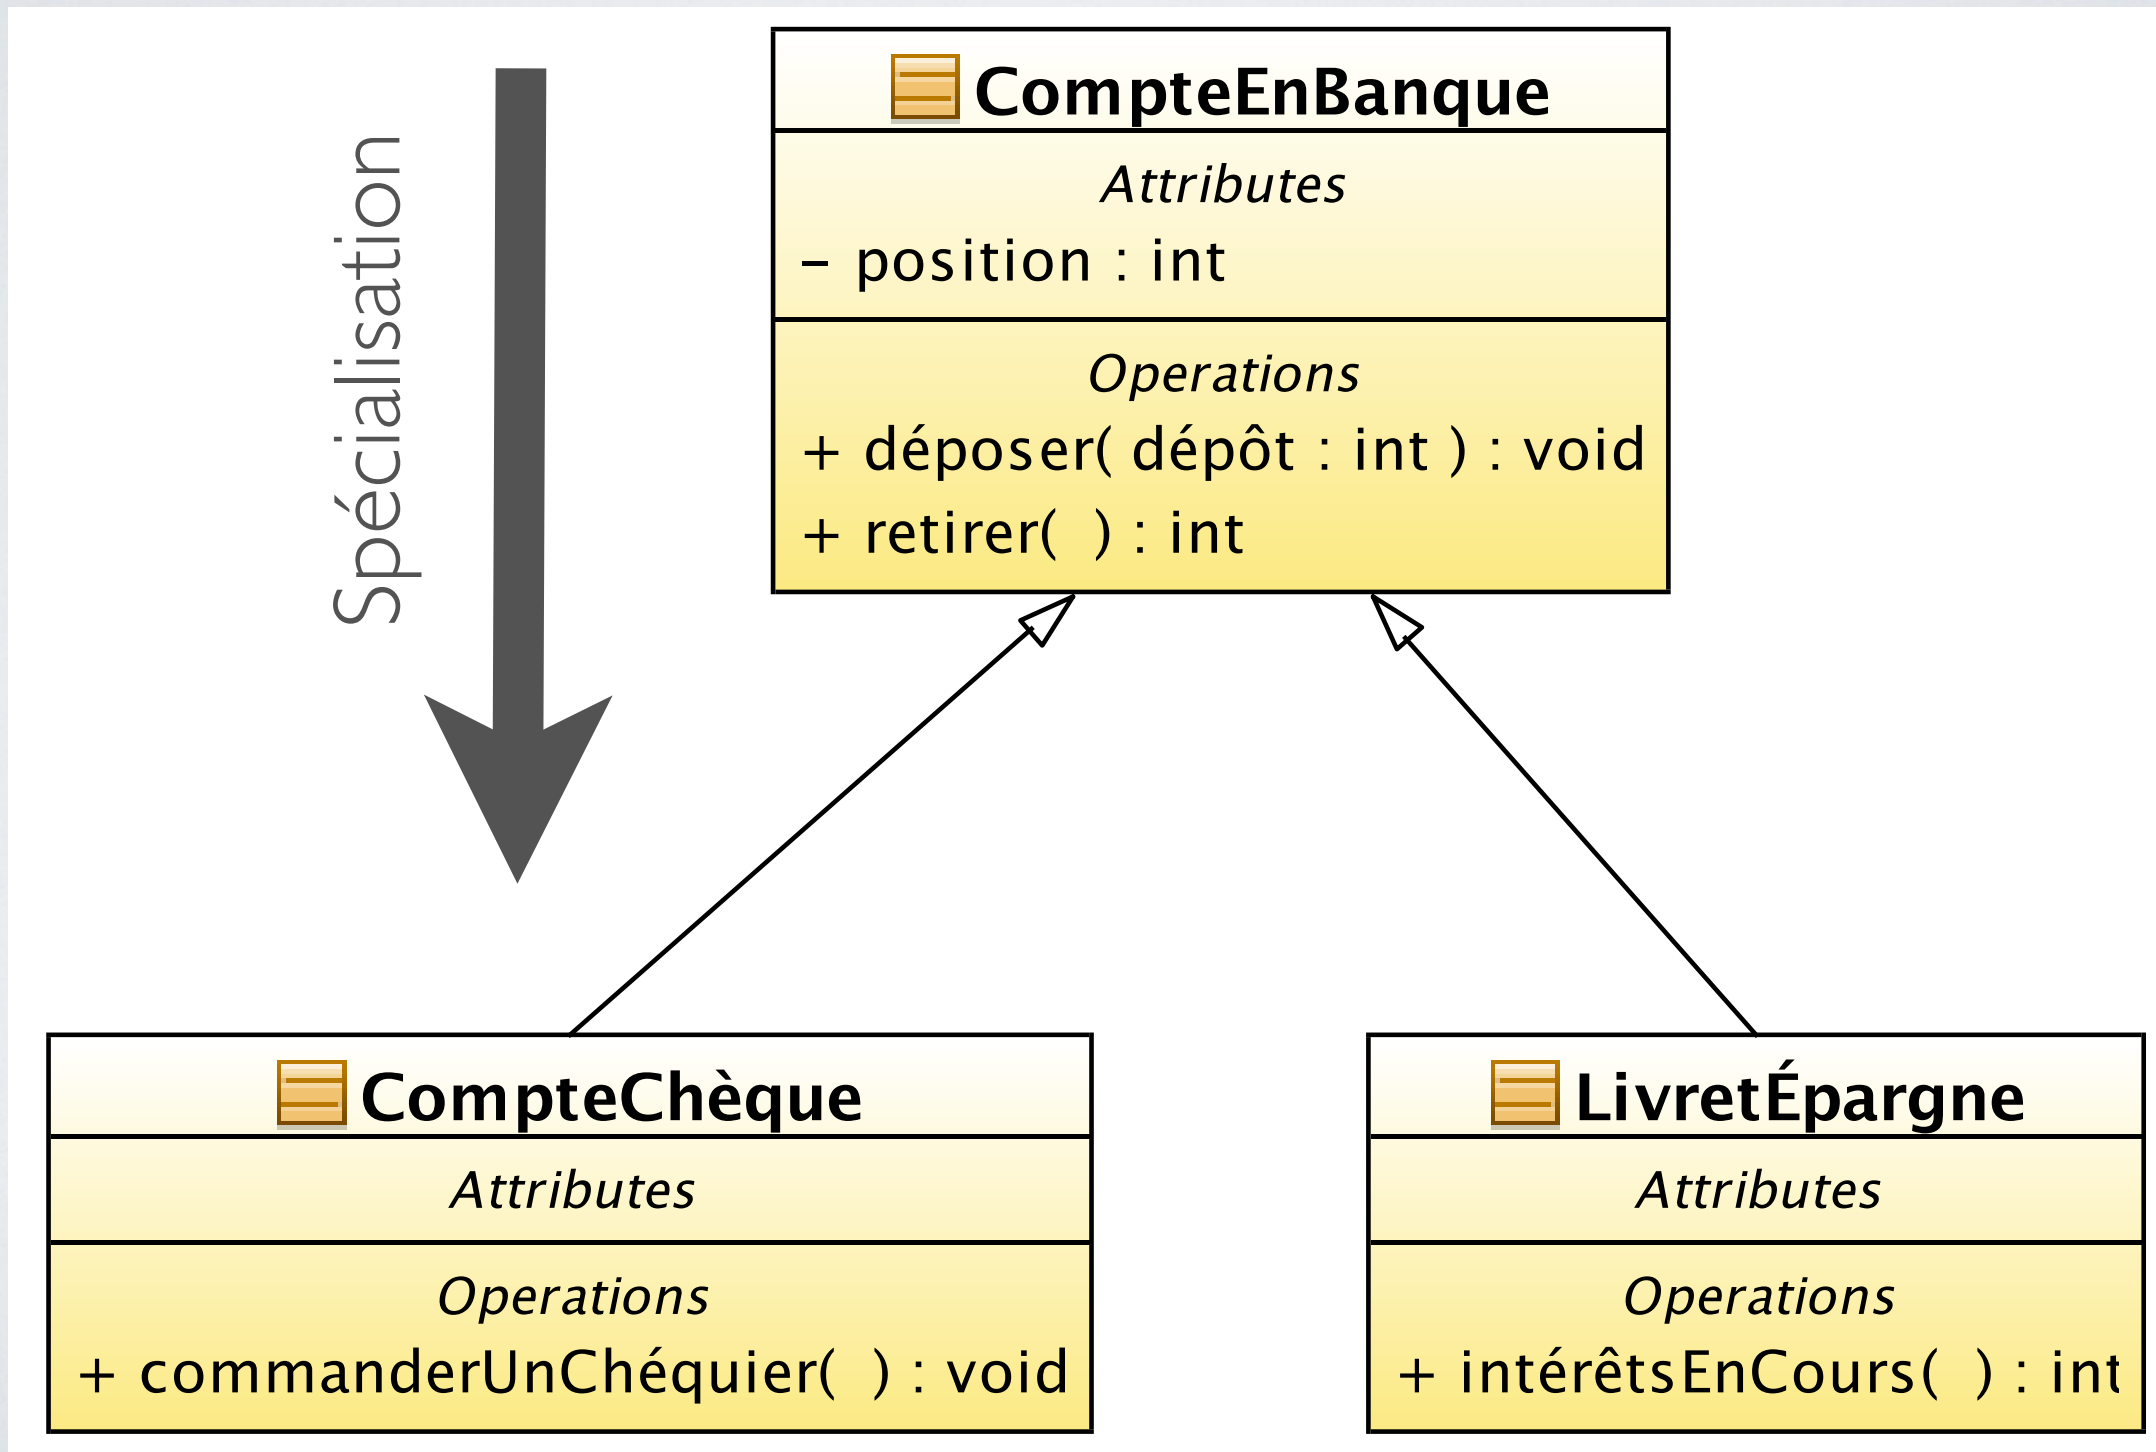 Spécialisation
CompteEnBanque
Attributes
- position : int
Operations
+ déposer( dépôt : int ) : void
+ retirer( ) : int
CompteChèque
Attributes
Operations
+ commanderUnChéquier( ) : void
LivretÉpargne
Attributes
Operations
+ intérêtsEnCours( ) : int